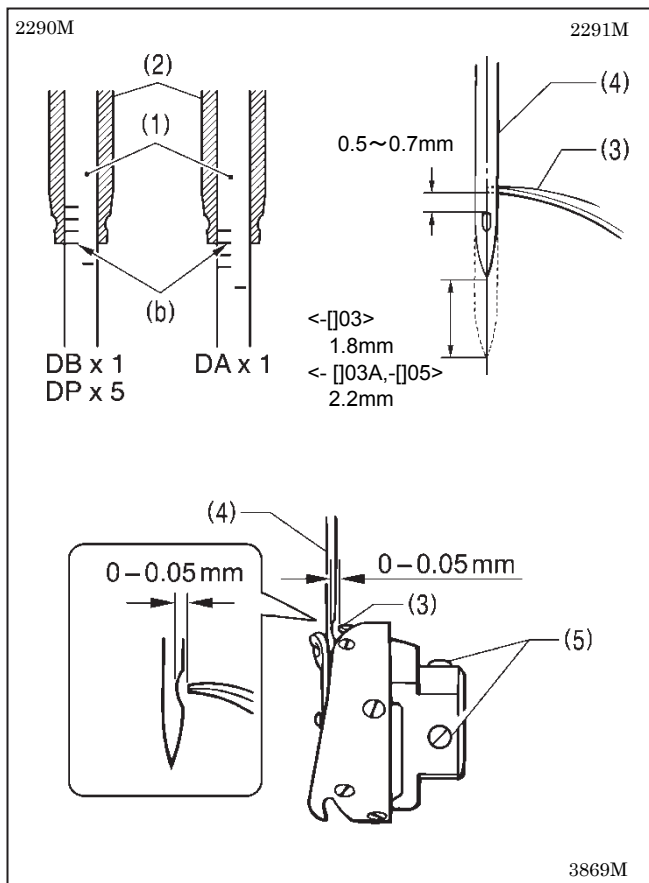 2290M
2291M
(2)
(1)
(b)
DB x 1
DP x 5
DA x 1
(4)
0.5～0.7mm
(3)
<-[]03>
1.8mm
<- []03A,-[]05>
2.2mm
(4)
0–0.05mm
0–0.05mm
(3)
(5)
3869M